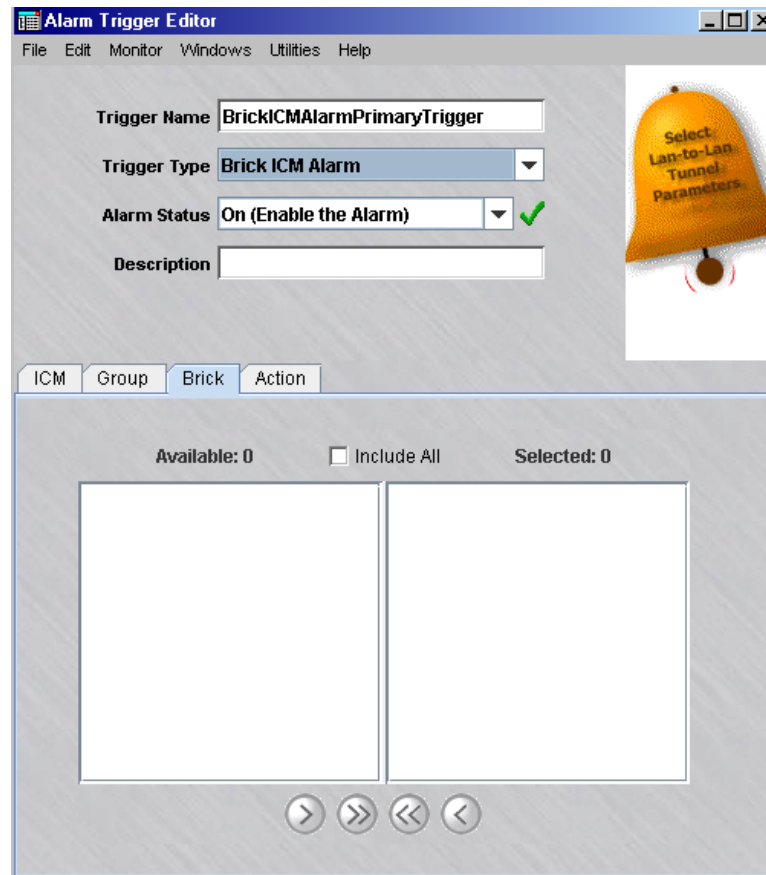 Alarm Trigger Editor
File Edit Monitor Windows Utilities Help
Trigger Name BrickICMAlarmPrimaryTrigger
Trigger Type Brick ICM Alarm
Alarm Status On (Enable the Alarm)
Description
Select
Lan-to-Lan
Tunnel
Parameters
ICM Group Brick Action
Available: 0 Include All Selected: 0